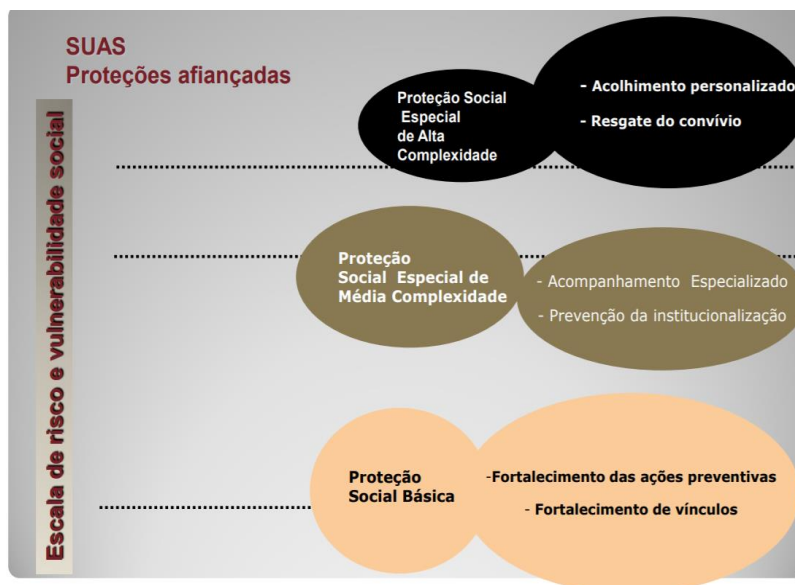 SUAS
Proteções afiançadas
Escala de risco e vulnerabilidade social
Proteção Social
Especial
de Alta
Complexidade
- Acolhimento personalizado
- Resgate do convívio
Proteção
Social Especial de
Média Complexidade
- Acompanhamento Especializado
- Prevenção da institucionalização
Proteção
Social Básica
-Fortalecimento das ações preventivas
- Fortalecimento de vínculos